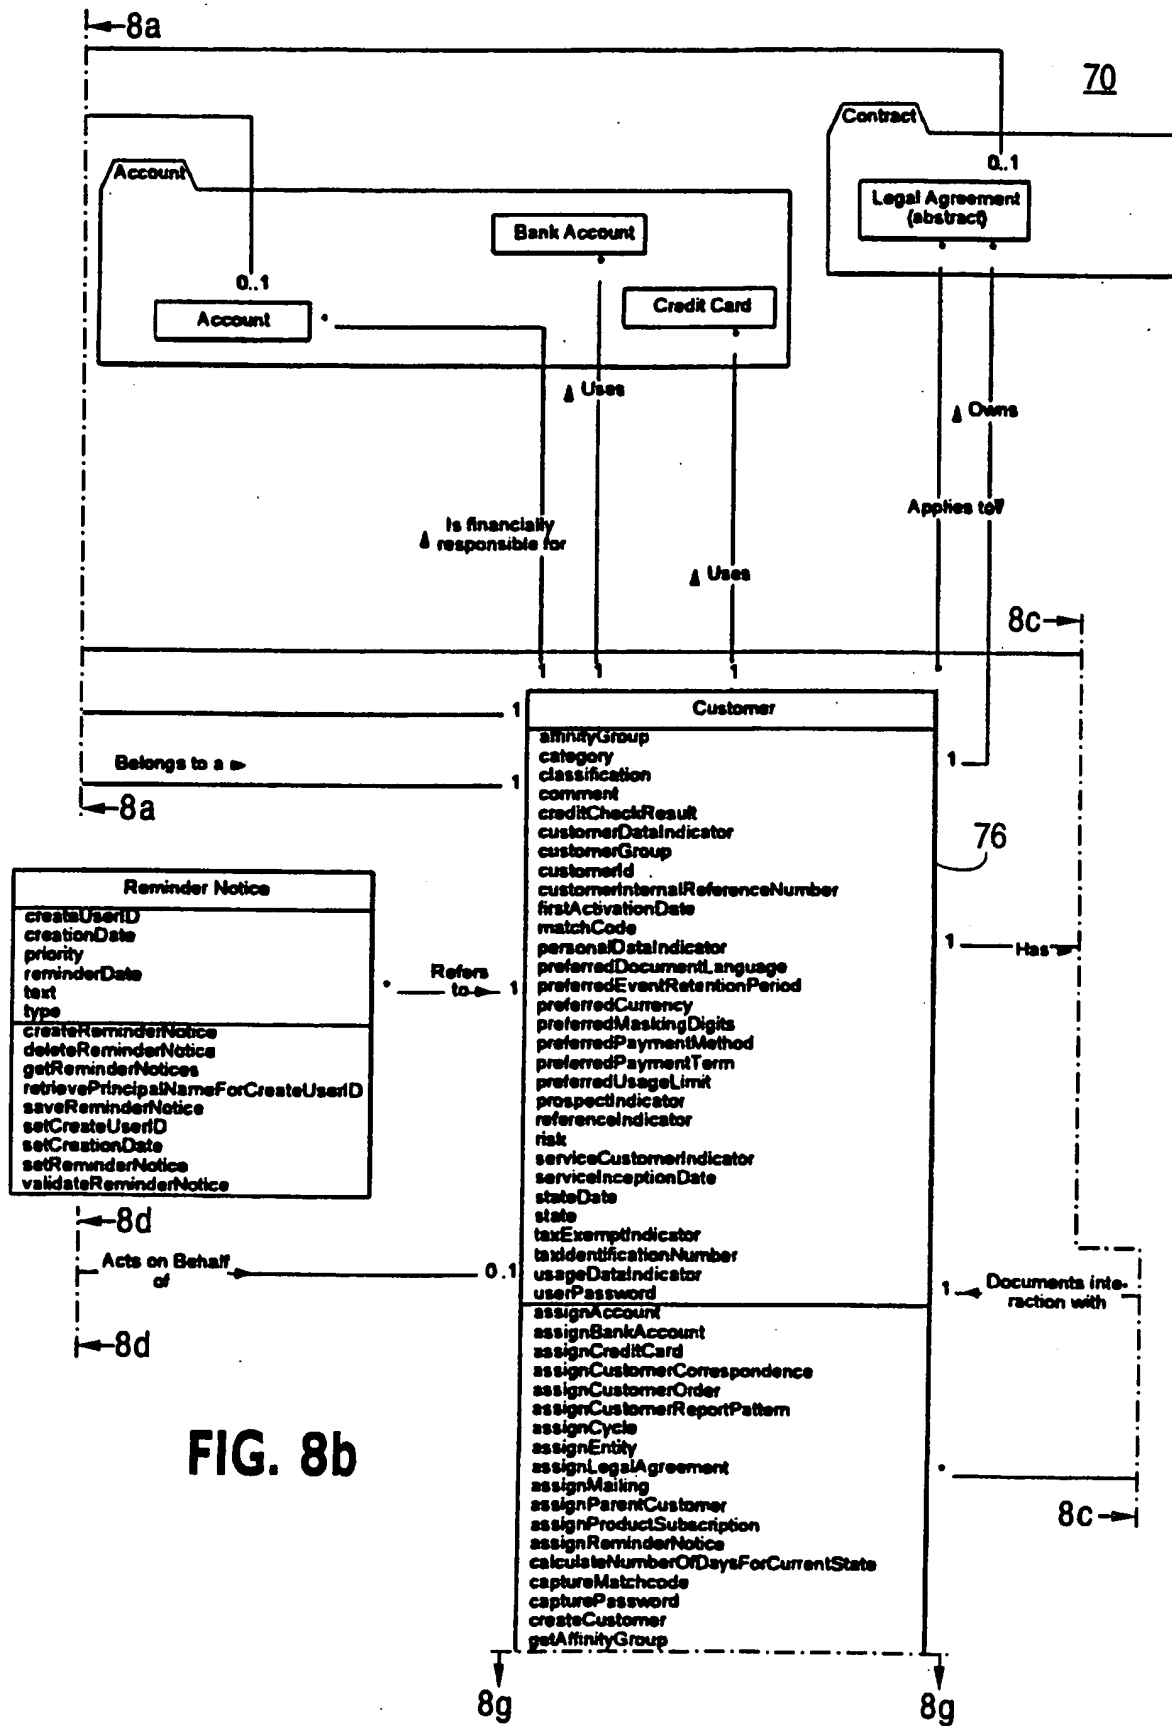 8a
70
Contract
0..1
Account
Legal Agreement
(abstract)
*
*
Bank Account
*
0..1
Credit Card
Account
*
*
Uses
Owns
Applies to
Is financially
responsible for
Uses
8c
1
1
1
*
1
Customer
affinityGroup
Belongs to a
category
1
classification
1
comment
8a
creditCheckResult
customerDataIndicator
76
customerGroup
customerId
customerInternalReferenceNumber
firstActivationDate
matchCode
personalDataIndicator
1
Has
preferredDocumentLanguage
preferredEventRetentionPeriod
preferredCurrency
preferredMaskingDigits
preferredPaymentMethod
preferredPaymentTerm
preferredUsageLimit
prospectIndicator
referenceIndicator
risk
serviceCustomerIndicator
serviceInceptionDate
stateDate
state
taxExemptIndicator
taxIdentificationNumber
usageDataIndicator
userPassword
Reminder Notice
createUserID
creationDate
priority
reminderDate
text
type
createReminderNotice
deleteReminderNotice
getReminderNotices
retrievePrincipalNameForCreateUserID
saveReminderNotice
setCreateUserID
setCreationDate
setReminderNotice
validateReminderNotice
*
Refers
to
1
8d
Acts on Behalf
of
0..1
8d
1
Documents inte-
raction with
assignAccount
assignBankAccount
assignCreditCard
assignCustomerCorrespondence
assignCustomerOrder
assignCustomerReportPattern
assignCycle
assignEntity
assignLegalAgreement
assignMailing
assignParentCustomer
assignProductSubscription
assignReminderNotice
calculateNumberOfDaysForCurrentState
captureMatchcode
capturePassword
createCustomer
getAffinityGroup
*
8c
FIG. 8b
8g
8g